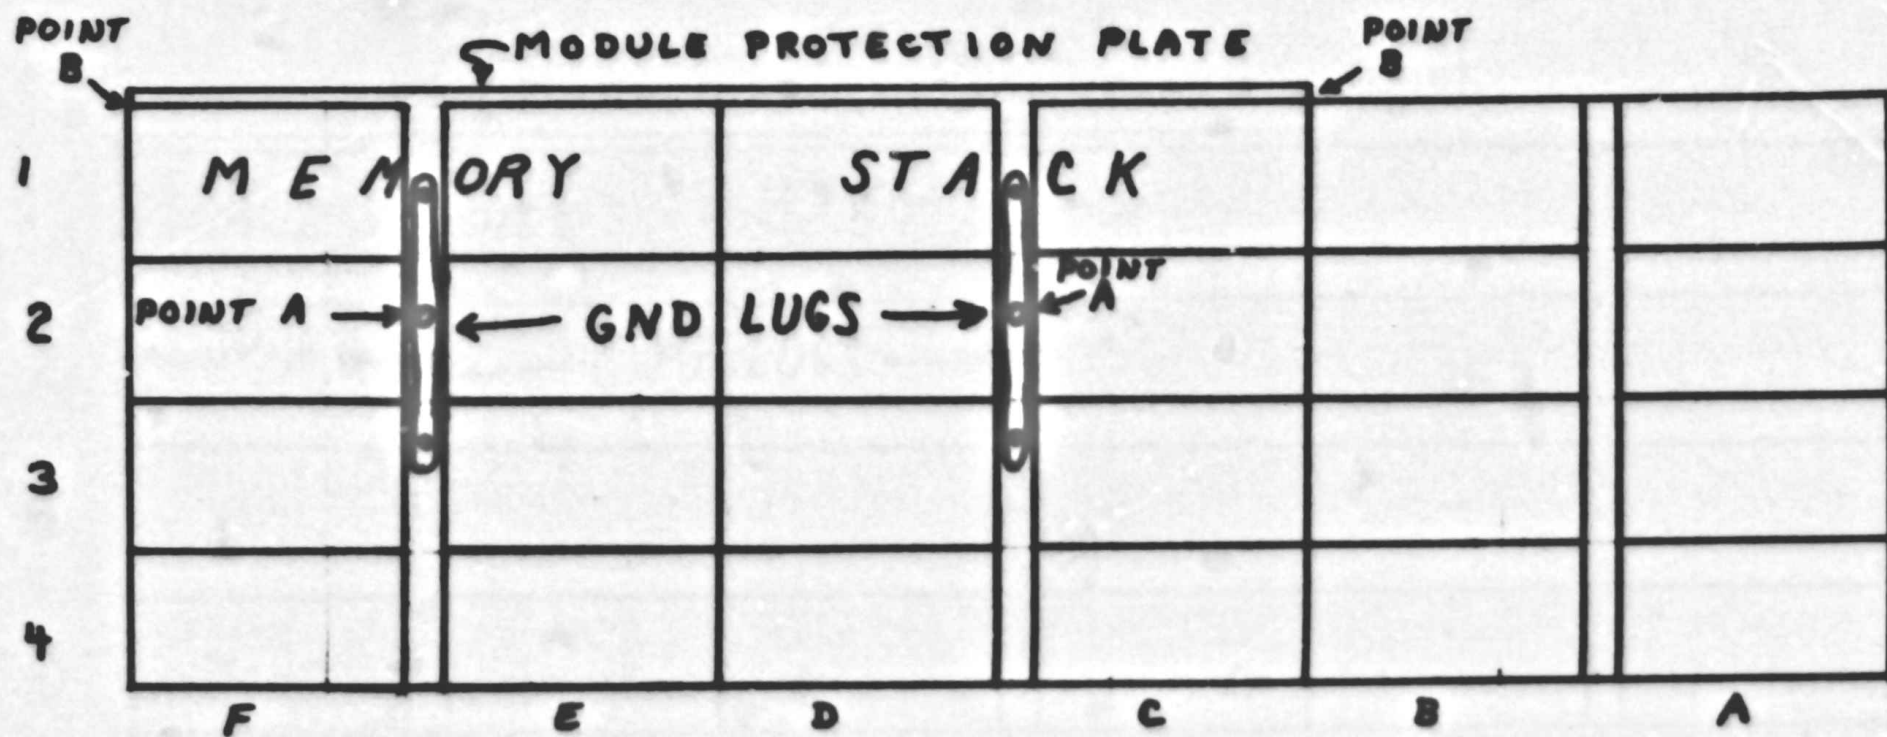 POINT B
MODULE PROTECTION PLATE
POINT B
1
MEMORY STACK
2
POINT A
GND LUGS
POINT A
3
4
F E D C B A